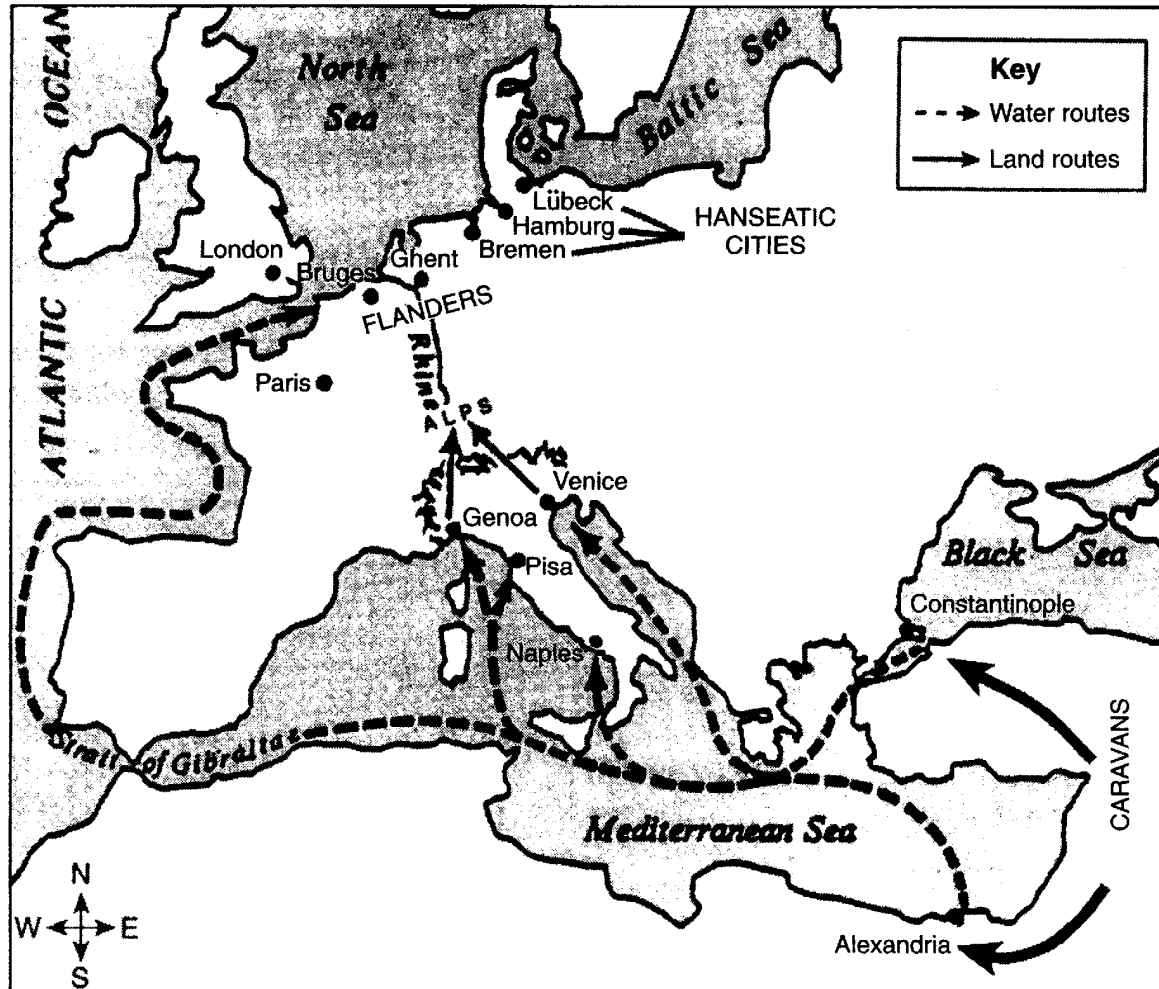 ATLANTIC OCEAN
North
Sea
Baltic Sea
Key
Water routes
Land routes
Lübeck
Hamburg
Bremen
HANSEATIC
CITIES
London
Bruges
Ghent
FLANDERS
Rhine
Paris
ALPS
Venice
Genoa
Pisa
Naples
Black Sea
Constantinople
Strait of Gibraltar
Mediterranean Sea
CARAVANS
Alexandria
N
W E
S